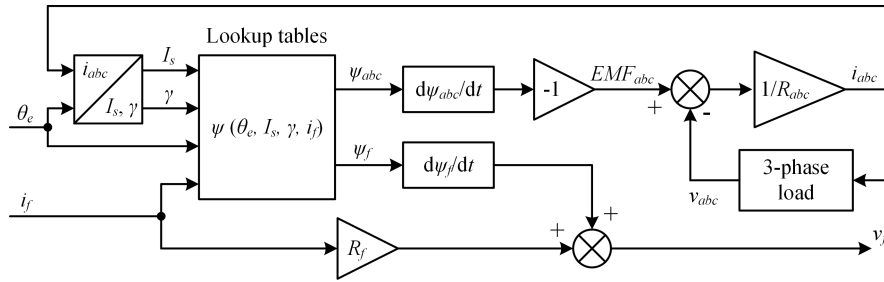 Lookup tables
i_abc
I_s, γ
I_s
γ
θ_e
i_f
ψ (θ_e, I_s, γ, i_f)
ψ_abc
dψ_abc/dt
-1
EMF_abc
+
-
1/R_abc
i_abc
ψ_f
dψ_f/dt
3-phase
load
v_abc
+
+
R_f
v_f